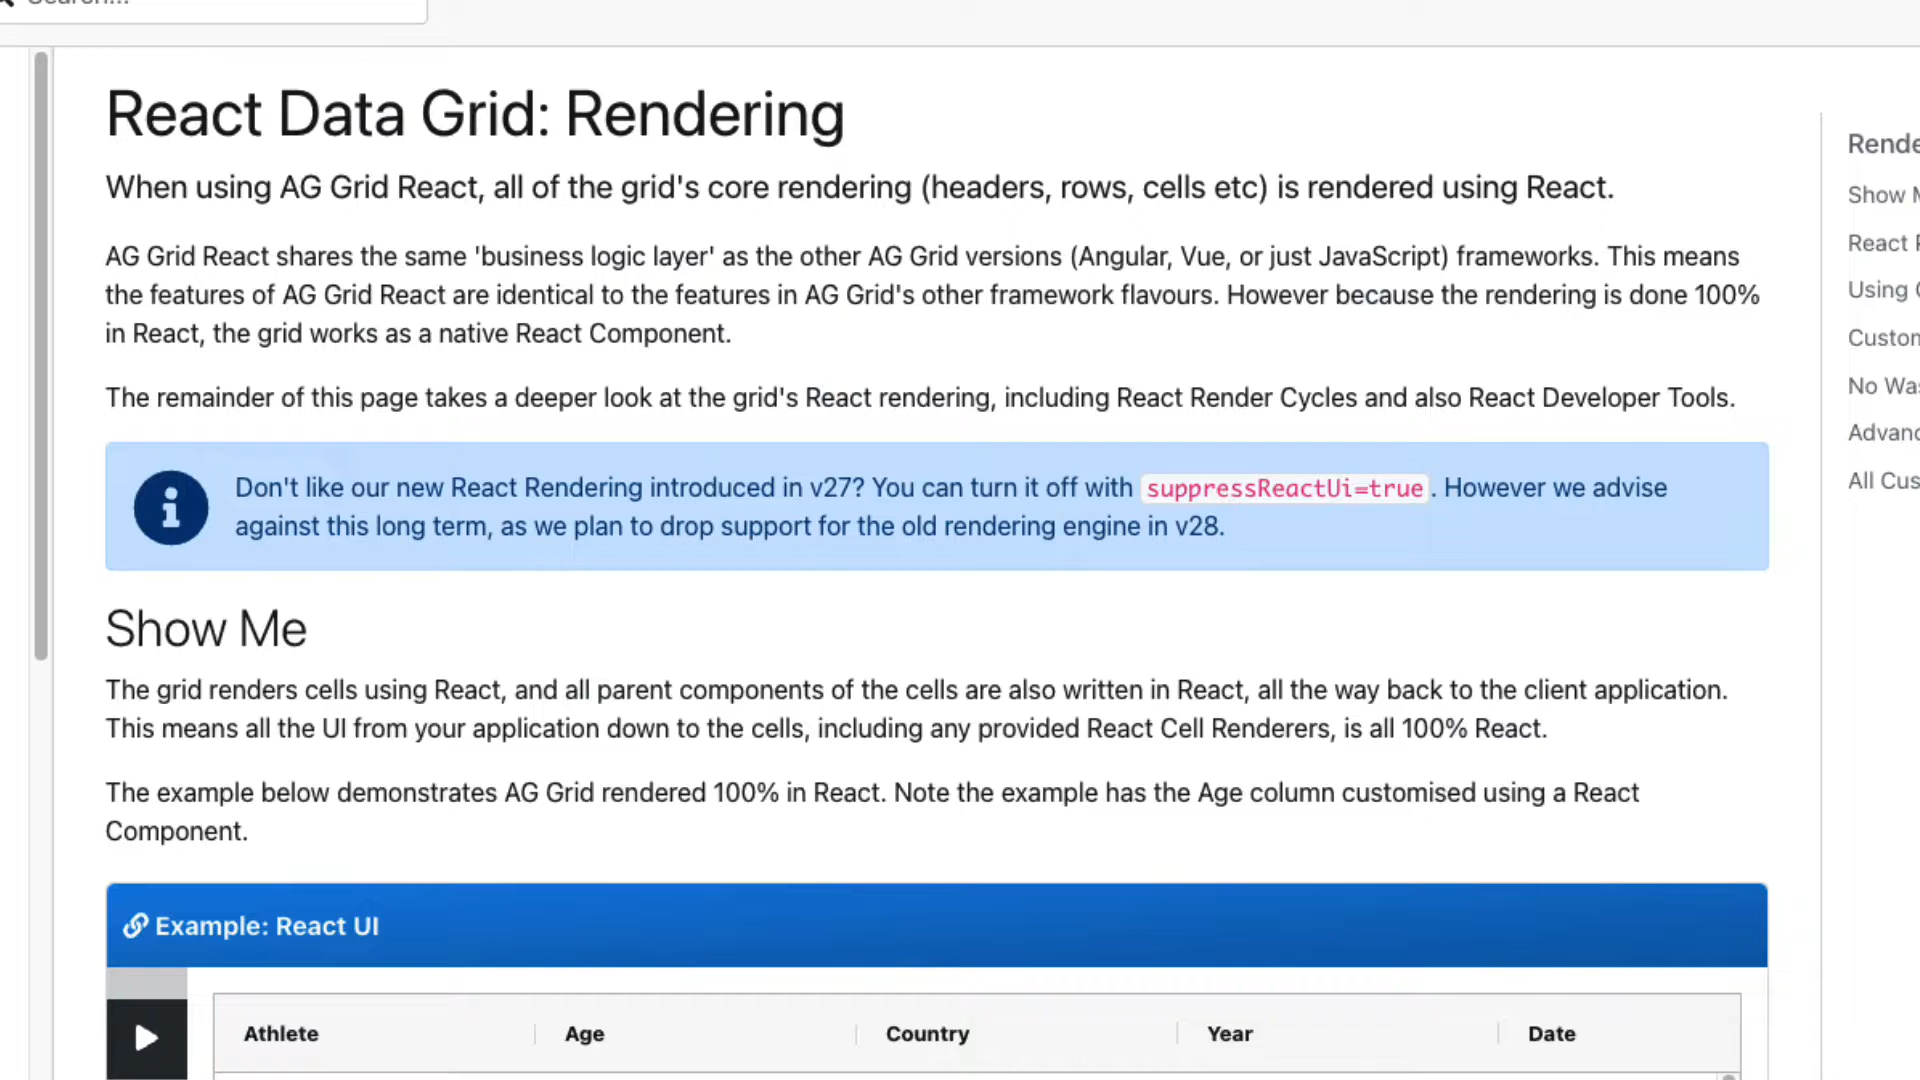 React Data Grid: Rendering
When using AG Grid React, all of the grid's core rendering (headers, rows, cells etc) is rendered using React.
AG Grid React shares the same 'business logic layer' as the other AG Grid versions (Angular, Vue, or just JavaScript) frameworks. This means
the features of AG Grid React are identical to the features in AG Grid's other framework flavours. However because the rendering is done 100%
in React, the grid works as a native React Component.
The remainder of this page takes a deeper look at the grid's React rendering, including React Render Cycles and also React Developer Tools.
Don't like our new React Rendering introduced in v27? You can turn it off with suppressReactUi=true. However we advise
against this long term, as we plan to drop support for the old rendering engine in v28.
Show Me
The grid renders cells using React, and all parent components of the cells are also written in React, all the way back to the client application.
This means all the UI from your application down to the cells, including any provided React Cell Renderers, is all 100% React.
The example below demonstrates AG Grid rendered 100% in React. Note the example has the Age column customised using a React
Component.
Example: React UI
Athlete Age Country Year Date
Show
React
Using